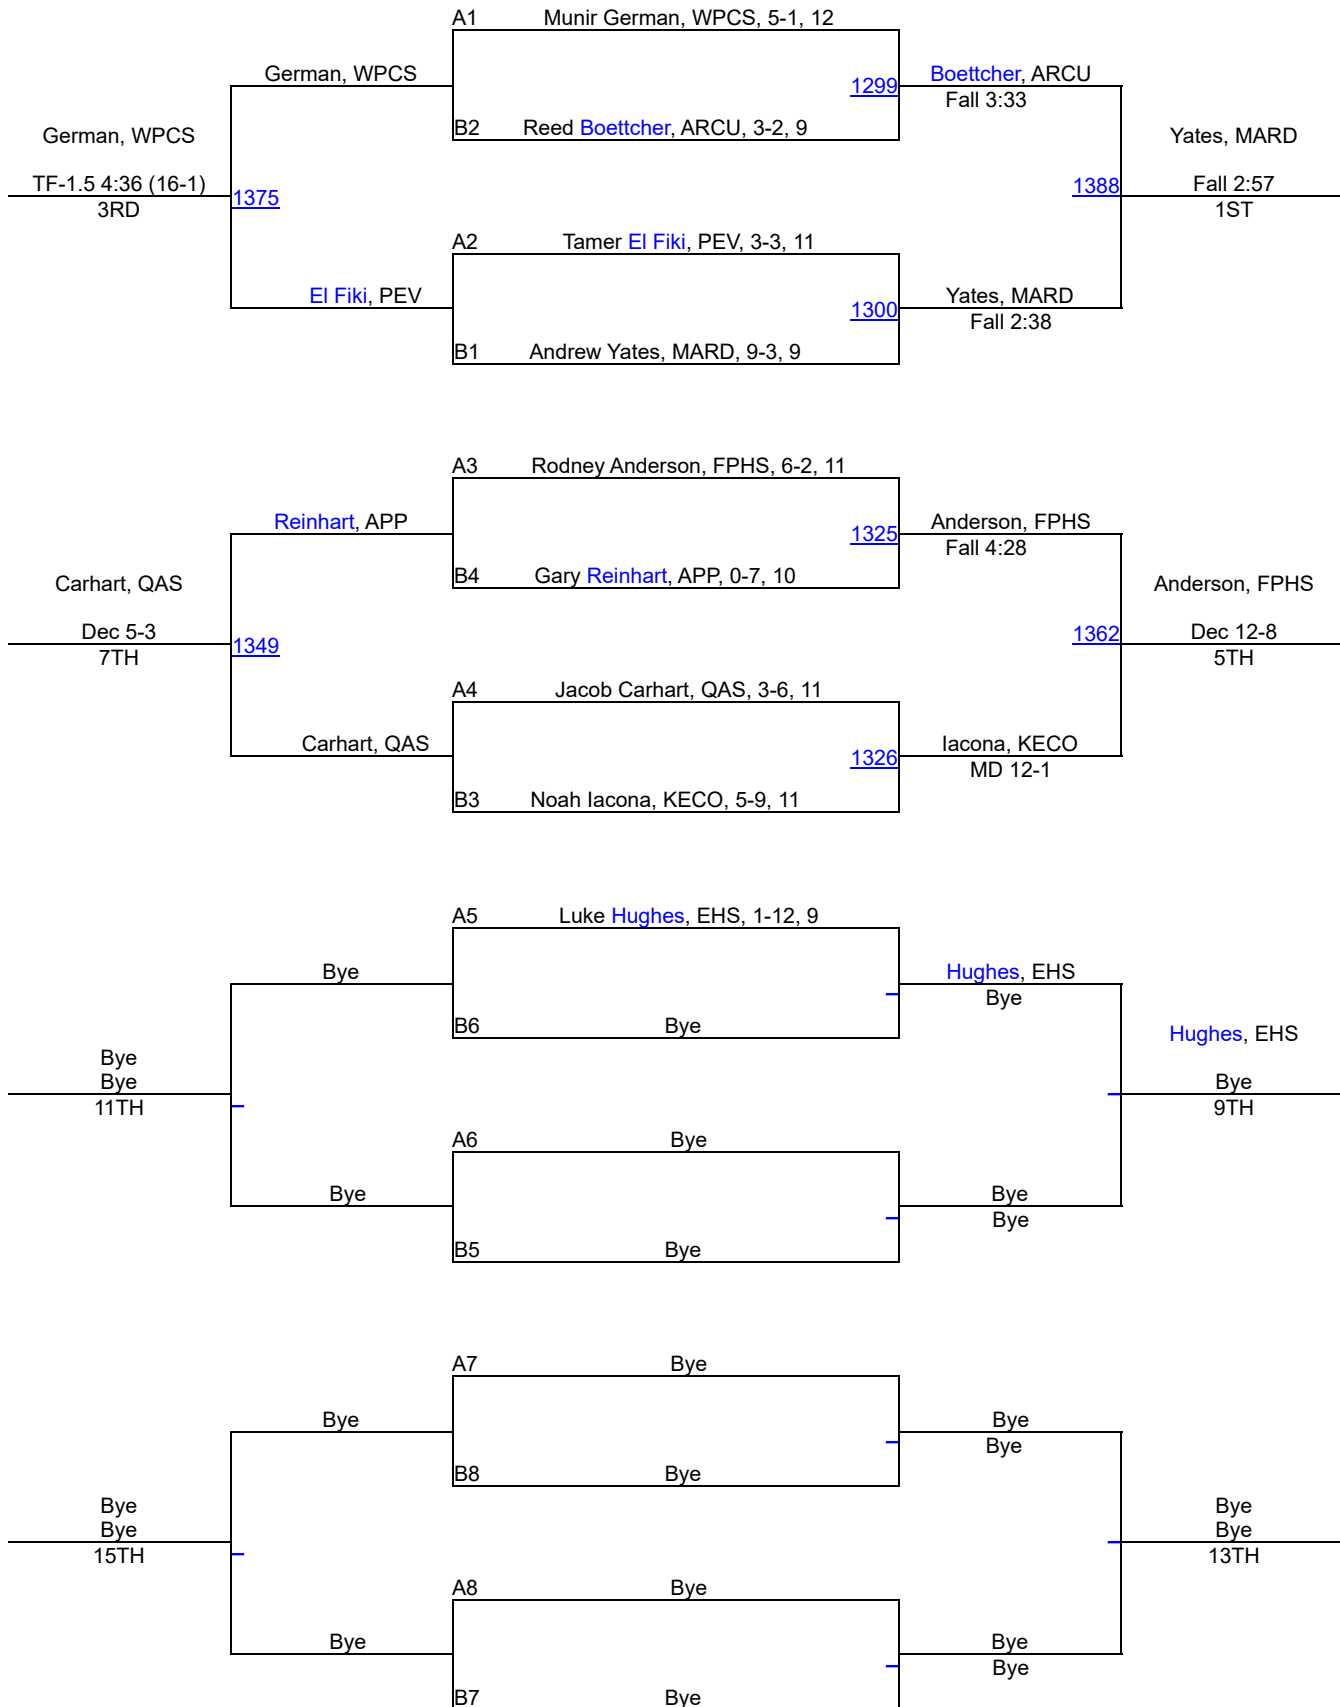 A1 Munir German, WPCS, 5-1, 12
German, WPCS
1299
Boettcher, ARCU
Fall 3:33
B2 Reed Boettcher, ARCU, 3-2, 9
German, WPCS
TF-1.5 4:36 (16-1)
3RD
1375
1388
Yates, MARD
Fall 2:57
1ST
A2 Tamer El Fiki, PEV, 3-3, 11
El Fiki, PEV
1300
Yates, MARD
Fall 2:38
B1 Andrew Yates, MARD, 9-3, 9
A3 Rodney Anderson, FPHS, 6-2, 11
Reinhart, APP
1325
Anderson, FPHS
Fall 4:28
B4 Gary Reinhart, APP, 0-7, 10
Carhart, QAS
Dec 5-3
7TH
1349
1362
Anderson, FPHS
Dec 12-8
5TH
A4 Jacob Carhart, QAS, 3-6, 11
Carhart, QAS
1326
Iacona, KECO
MD 12-1
B3 Noah Iacona, KECO, 5-9, 11
A5 Luke Hughes, EHS, 1-12, 9
Bye
Hughes, EHS
Bye
B6 Bye
Bye
Bye
11TH
Hughes, EHS
Bye
9TH
A6 Bye
Bye
Bye
Bye
B5 Bye
A7 Bye
Bye
Bye
Bye
B8 Bye
Bye
Bye
15TH
Bye
Bye
13TH
A8 Bye
Bye
Bye
Bye
B7 Bye